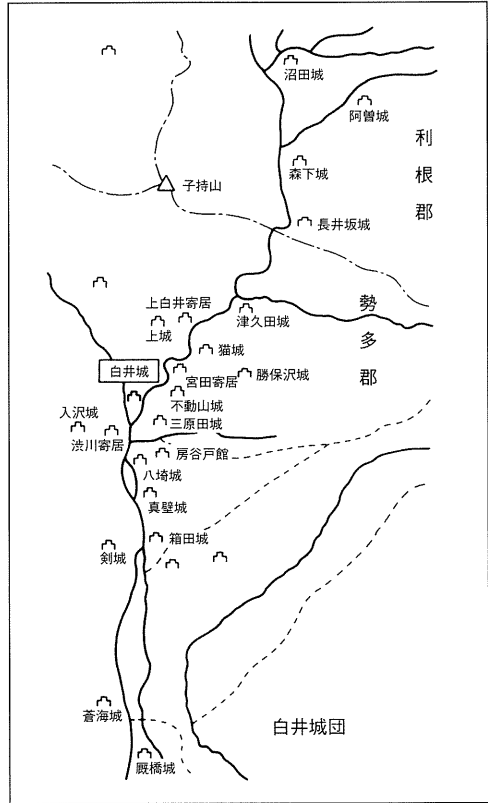 沼田城
阿曽城
利根郡
森下城
子持山
長井坂城
上白井寄居
上城
津久田城
勢多郡
猫城
白井城
宮田寄居
勝保沢城
不動山城
入沢城
三原田城
渋川寄居
房谷戸館
八埼城
真壁城
箱田城
剣城
蒼海城
白井城団
厩橋城